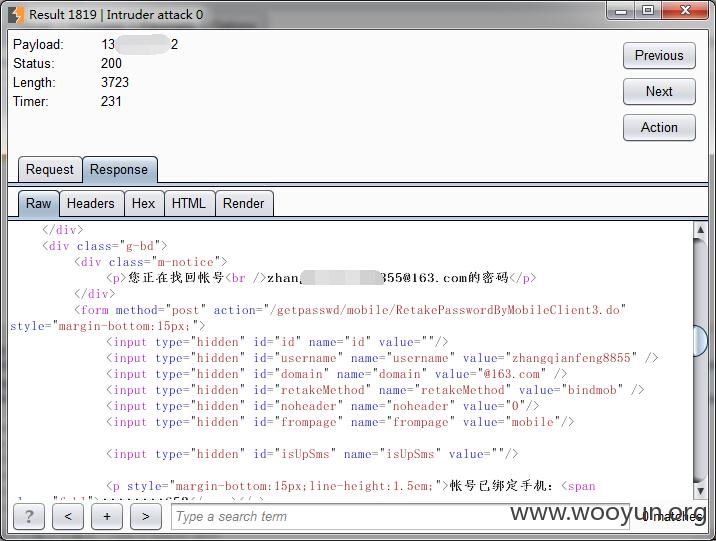 Result 1819 | Intruder attack 0
Payload: 13 2
Status: 200
Length: 3723
Timer: 231
Previous
Next
Action
Request Response
Raw Headers Hex HTML Render
</div>
<div class="g-bd">
<div class="m-notice">
<p>您正在找回帐号<br />zhan 855@163.com的密码</p>
</div>
<form method="post" action="/getpasswd/mobile/RetakePasswordByMobileClient3.do"
style="margin-bottom:15px;">
<input type="hidden" id="id" name="id" value=""/>
<input type="hidden" id="username" name="username" value="zhangqianfeng8855" />
<input type="hidden" id="domain" name="domain" value="@163.com" />
<input type="hidden" id="retakeMethod" name="retakeMethod" value="bindmob" />
<input type="hidden" id="noheader" name="noheader" value="0"/>
<input type="hidden" id="frompage" name="frompage" value="mobile"/>
<input type="hidden" id="isUpSms" name="isUpSms" value=""/>
<p style="margin-bottom:15px;line-height:1.5em;">帐号已绑定手机：<span
? < + > Type a search term 0 matches
www.wooyun.org